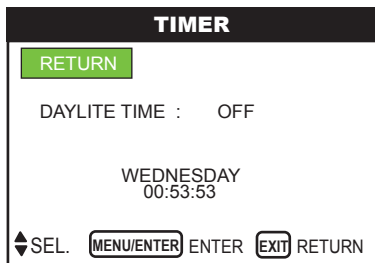 TIMER
RETURN
DAYLITE TIME : OFF
WEDNESDAY
00:53:53
SEL. MENU/ENTER ENTER EXIT RETURN